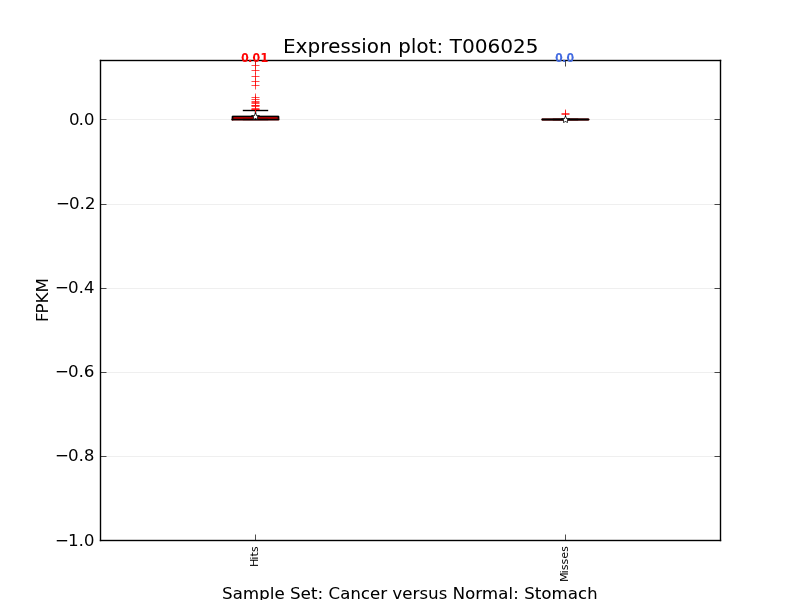 Expression plot: T006025
0.01
0.0
0.0
−0.2
−0.4
−0.6
−0.8
−1.0
FPKM
Hits
Misses
Sample Set: Cancer versus Normal: Stomach